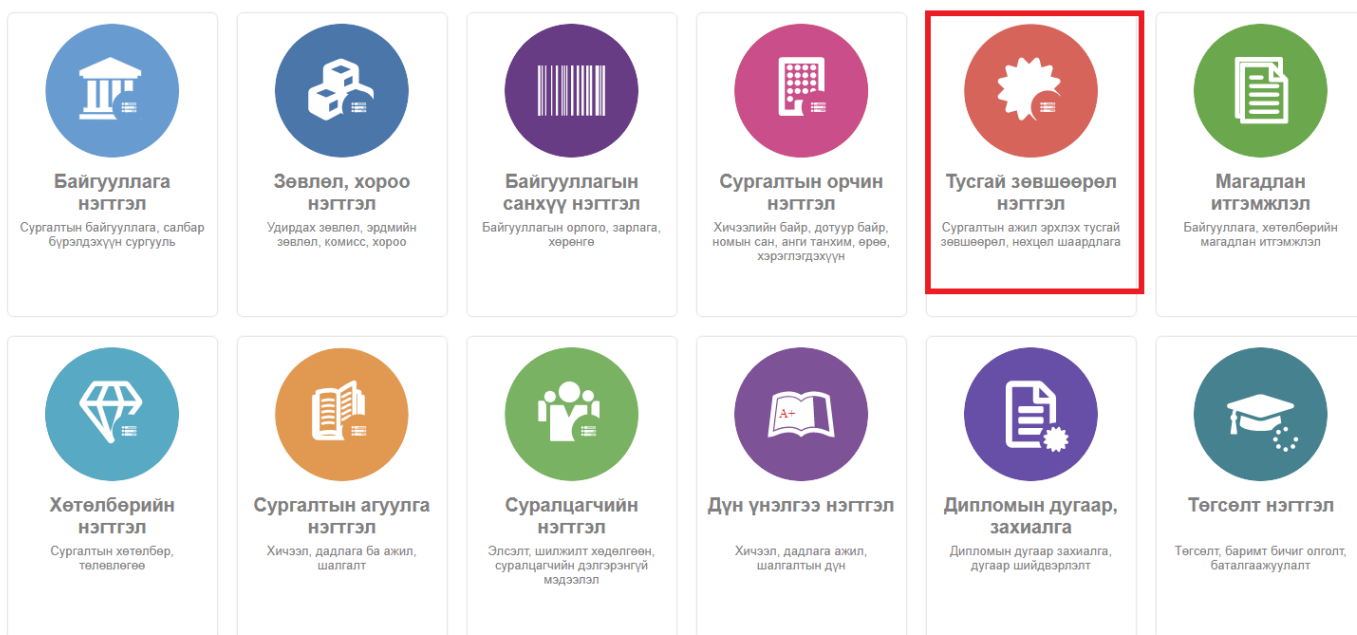 Байгууллага
нэгтгэл
Сургалтын байгууллага, салбар
бүрэлдэхүүн сургууль
Зөвлөл, хороо
нэгтгэл
Удирдах зөвлөл, эрдмийн
зөвлөл, комисс, хороо
Байгууллагын
санхүү нэгтгэл
Байгууллагын орлого, зарлага,
хөрөнгө
Сургалтын орчин
нэгтгэл
Хичээлийн байр, дотуур байр,
номын сан, анги танхим, өрөө,
хэрэглэгдэхүүн
Тусгай зөвшөөрөл
нэгтгэл
Сургалтын ажил эрхлэх тусгай
зөвшөөрөл, нөхцөл шаардлага
Магадлан
итгэмжлэл
Байгууллага, хөтөлбөрийн
магадлан итгэмжлэл
Хөтөлбөрийн
нэгтгэл
Сургалтын хөтөлбөр,
төлөвлөгөө
Сургалтын агуулга
нэгтгэл
Хичээл, дадлага ба ажил,
шалгалт
Суралцагчийн
нэгтгэл
Элсэлт, шилжилт хөдөлгөөн,
суралцагчийн дэлгэрэнгүй
мэдээлэл
A+
Дүн үнэлгээ нэгтгэл
Хичээл, дадлага ажил,
шалгалтын дүн
Дипломын дугаар,
захиалга
Дипломын дугаар захиалга,
дугаар шийдвэрлэлт
Төгсөлт нэгтгэл
Төгсөлт, баримт бичиг олголт,
баталгаажуулалт